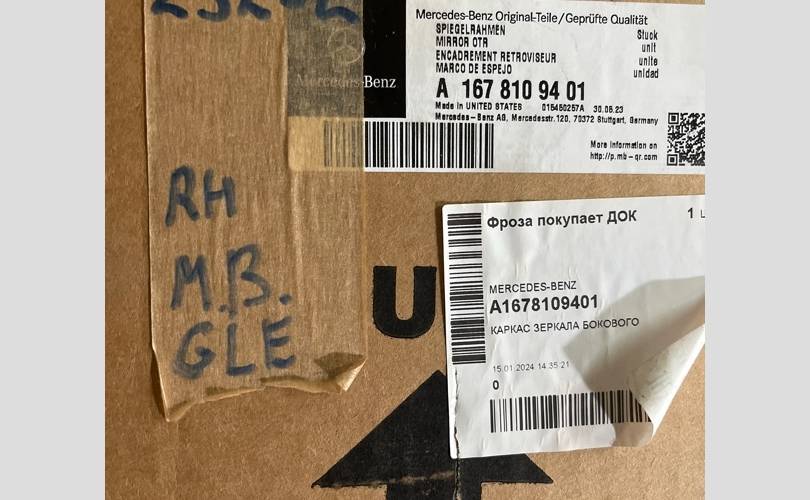 Mercedes-Benz
Mercedes-Benz Original-Teile/Geprüfte Qualität
SPIEGELRAHMEN Stuck
MIRROR OTR unit
ENCADREMENT RETROVISEUR unite
MARCO DE ESPEJO unidad
A 167 810 94 01
Made in UNITED STATES 015450257A 30.06.23
Mercedes-Benz AG, Mercedesstr.120, 70372 Stuttgart, Germany
More information on
http://p.mb-qr.com
RH
M.B.
GLE
U
Фроза покупает ДОК 1
MERCEDES-BENZ
A1678109401
КАРКАС ЗЕРКАЛА БОКОВОГО
15.01.2024 14:35:21
0